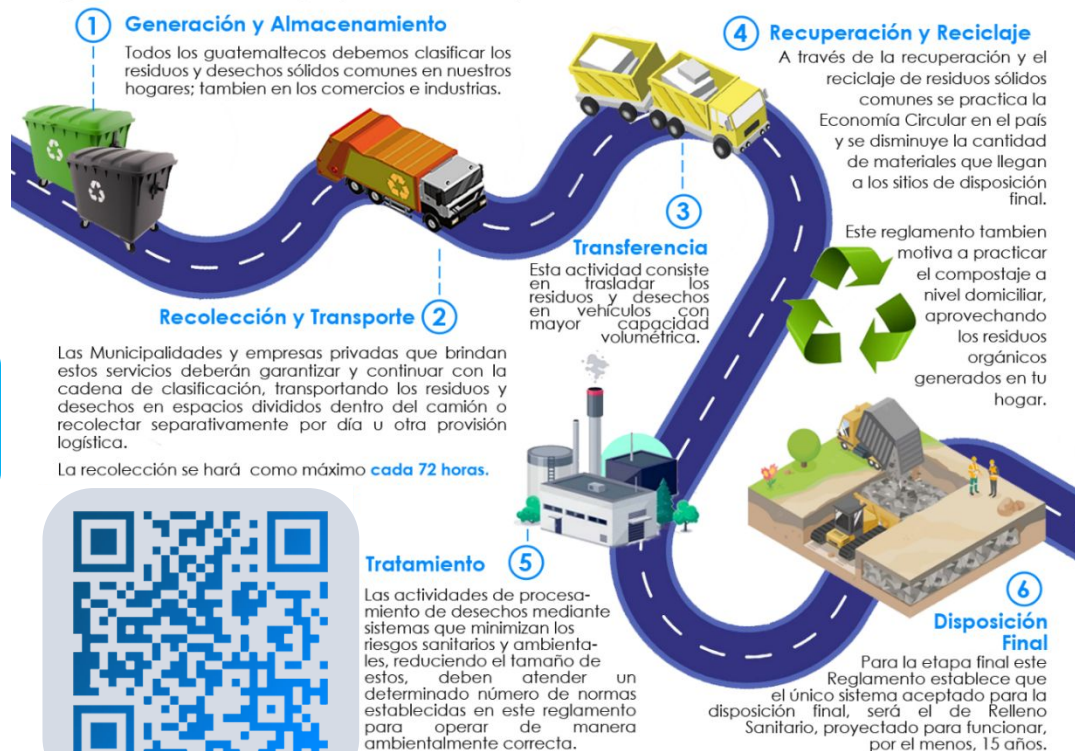 1 Generación y Almacenamiento
Todos los guatemaltecos debemos clasificar los
residuos y desechos sólidos comunes en nuestros
hogares; tambien en los comercios e industrias.
Recolección y Transporte 2
Las Municipalidades y empresas privadas que brindan
estos servicios deberán garantizar y continuar con la
cadena de clasificación, transportando los residuos y
desechos en espacios divididos dentro del camión o
recolectar separativamente por día u otra provisión
logística.
La recolección se hará como máximo cada 72 horas.
3
Transferencia
Esta actividad consiste
en trasladar los
residuos y desechos
en vehículos con
mayor capacidad
volumétrica.
4 Recuperación y Reciclaje
A través de la recuperación y el
reciclaje de residuos sólidos
comunes se practica la
Economía Circular en el país
y se disminuye la cantidad
de materiales que llegan
a los sitios de disposición
final.
Este reglamento tambien
motiva a practicar
el compostaje a
nivel domiciliar,
aprovechando
los residuos
orgánicos
generados en tu
hogar.
Tratamiento 5
Las actividades de procesa-
miento de desechos mediante
sistemas que minimizan los
riesgos sanitarios y ambienta-
les, reduciendo el tamaño de
estos, deben atender un
determinado número de normas
establecidas en este reglamento
para operar de manera
ambientalmente correcta.
6
Disposición
Final
Para la etapa final este
Reglamento establece que
el único sistema aceptado para la
disposición final, será el de Relleno
Sanitario, proyectado para funcionar,
por el menos, 15 años.